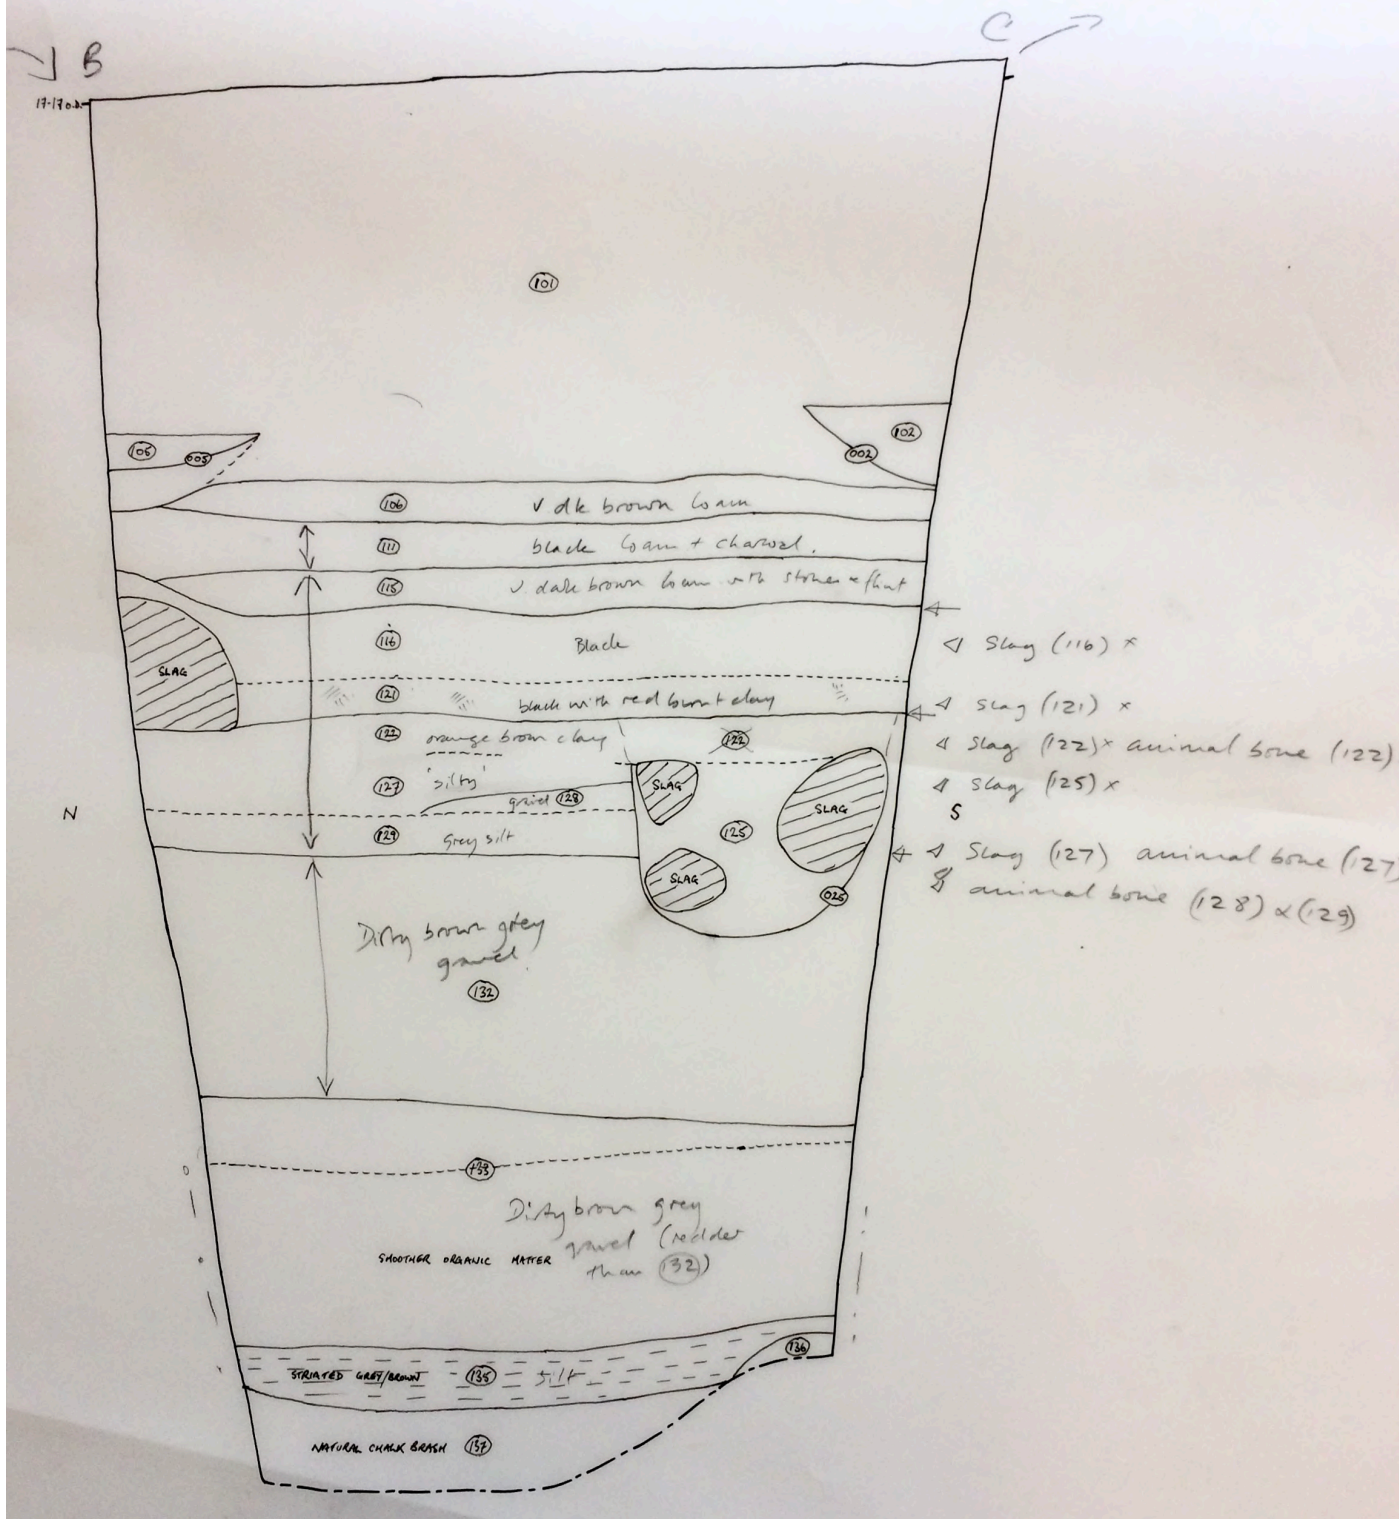 B
C
17.17 o.D.
101
105
005
102
002
106 v dk brown loam
111 black loam + charcoal.
115 v. dark brown loam with stones + flint
116 Black
Slag (116) x
SLAG
121 black with red burnt clay
slag (121) x
122 orange brown clay
122
slag (122) x animal bone (122)
127 'silty'
SLAG
SLAG
slag (125) x
gravel 128
N
S
125
129 Grey silt
Slag (127) animal bone (127)
SLAG
025
animal bone (128) & (129)
Dirty brown grey
gravel
132
133
Dirty brown grey
gravel (redder
than 132)
SMOOTHER ORGANIC MATTER
136
STRIATED GREY/BROWN 135 silt
NATURAL CHALK BRASH 137